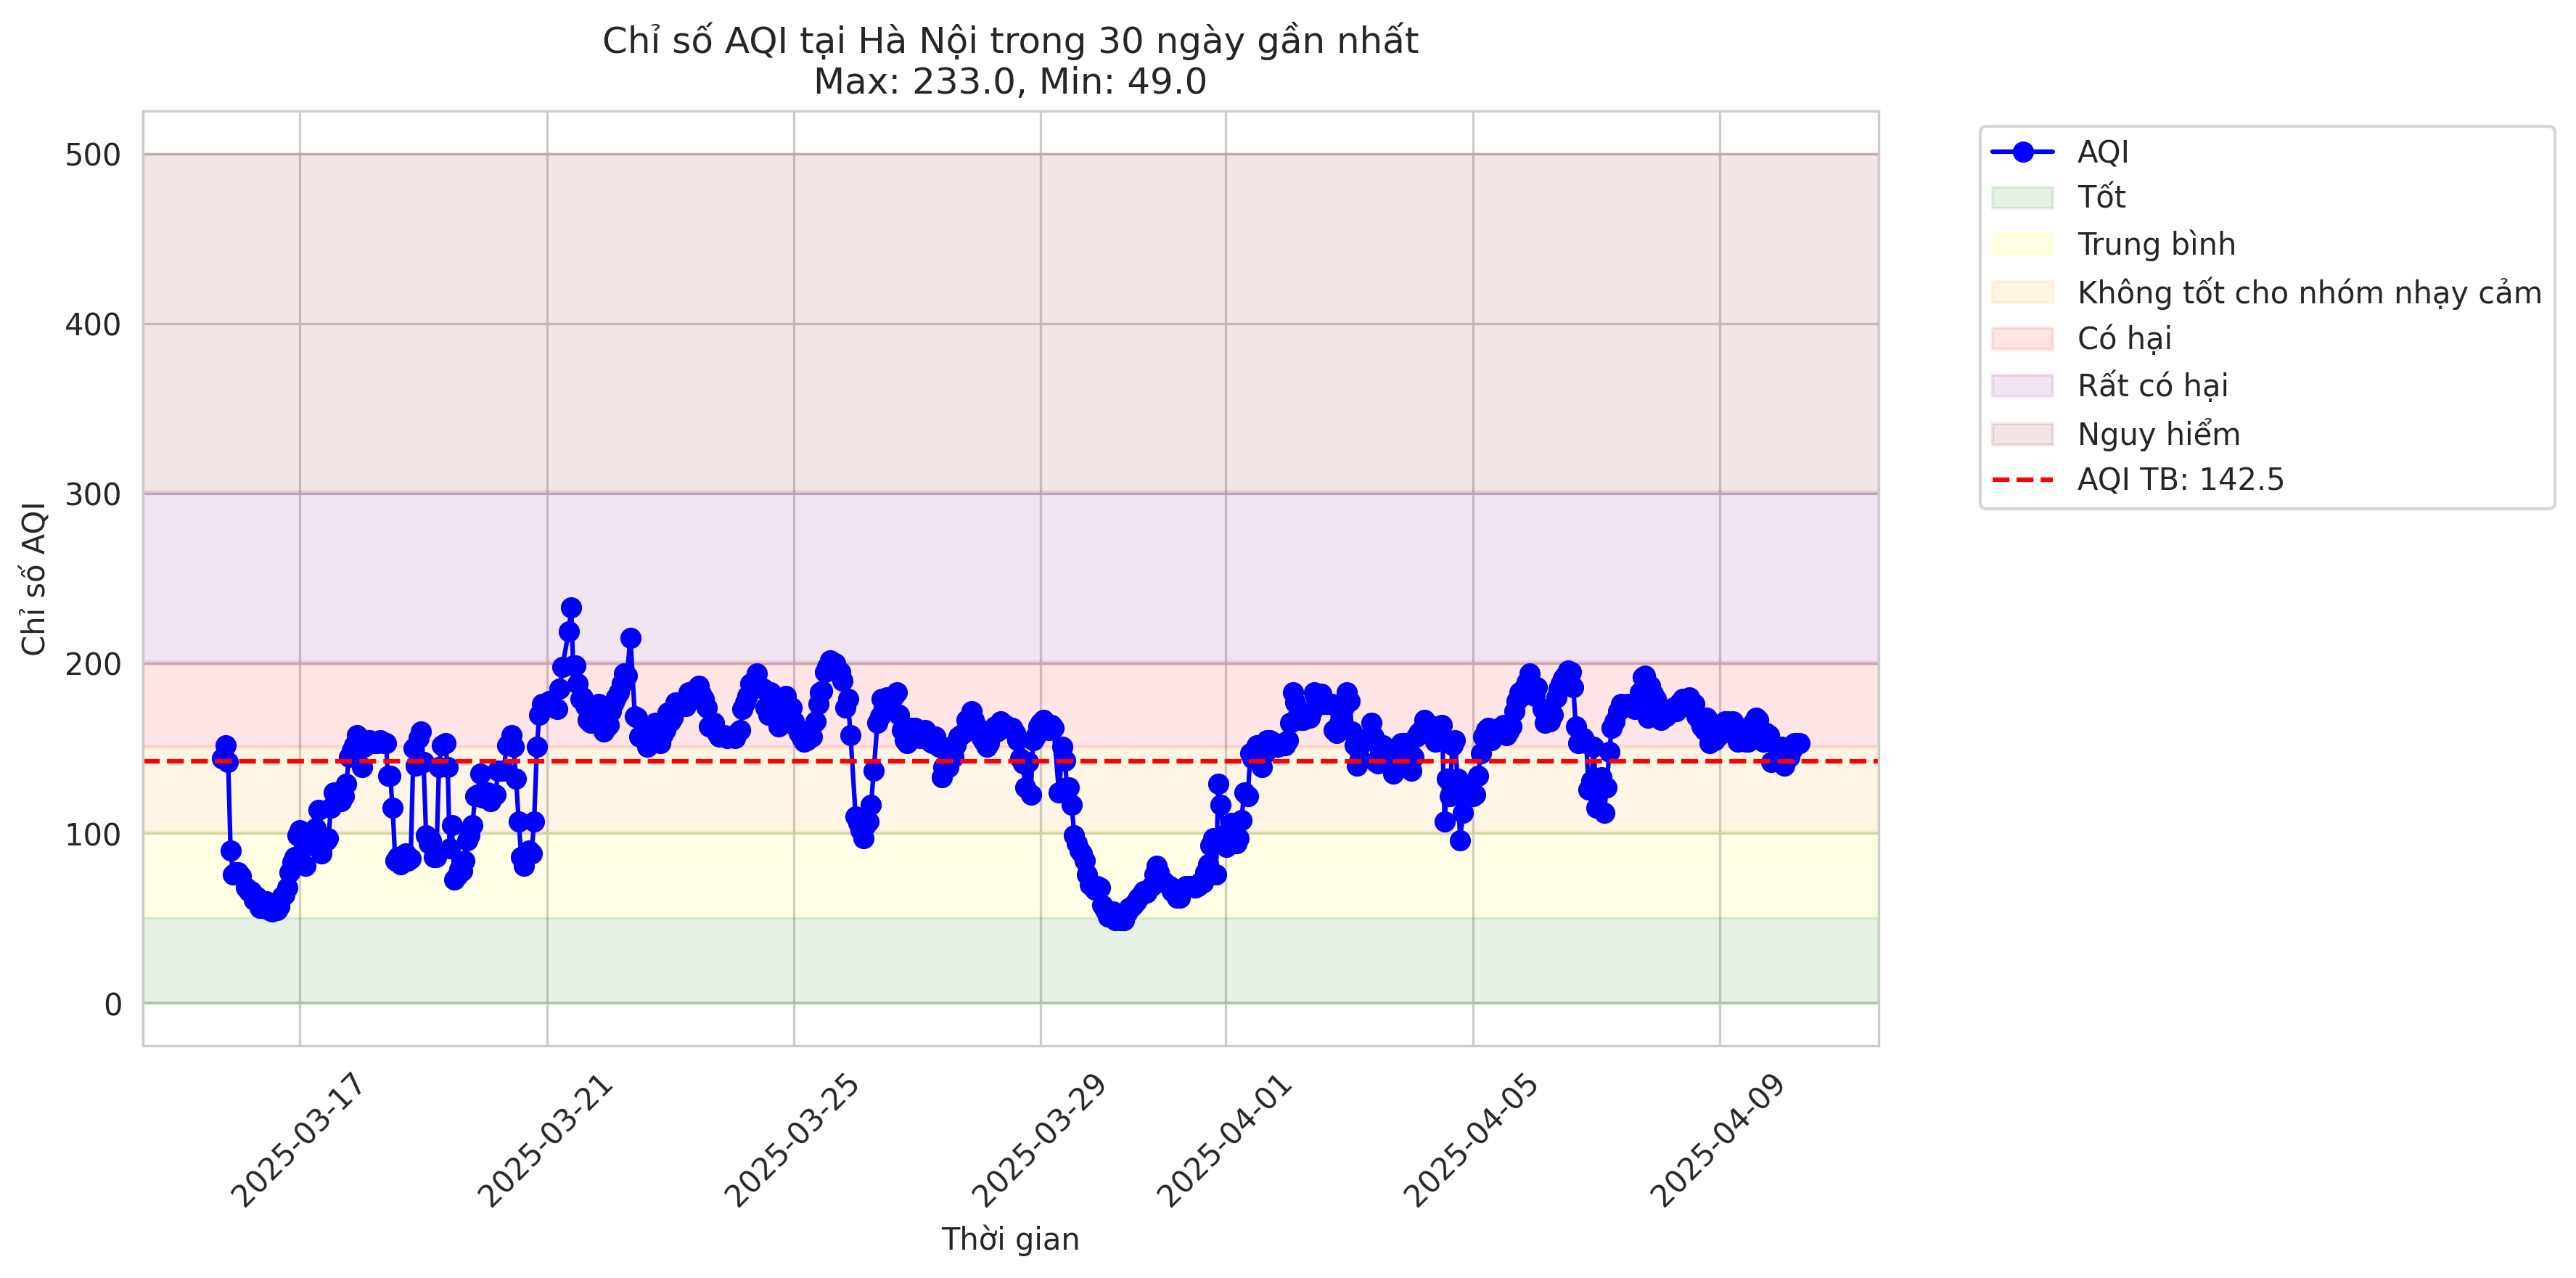 Chỉ số AQI tại Hà Nội trong 30 ngày gần nhất
Max: 233.0, Min: 49.0
Chỉ số AQI
500
400
300
200
100
0
2025-03-17
2025-03-21
2025-03-25
2025-03-29
2025-04-01
2025-04-05
2025-04-09
Thời gian
AQI
Tốt
Trung bình
Không tốt cho nhóm nhạy cảm
Có hại
Rất có hại
Nguy hiểm
AQI TB: 142.5